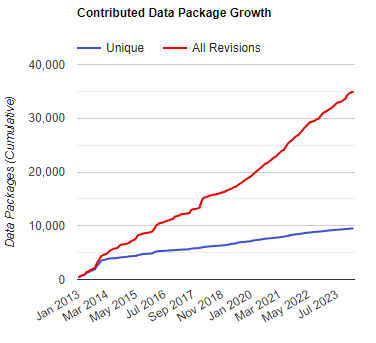 Contributed Data Package Growth
Unique
All Revisions
Data Packages (Cumulative)
40,000
30,000
20,000
10,000
0
Jan 2013
Mar 2014
May 2015
Jul 2016
Sep 2017
Nov 2018
Jan 2020
Mar 2021
May 2022
Jul 2023